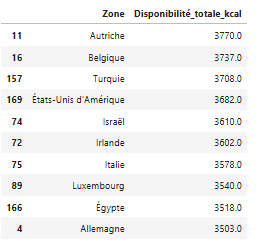 Zone Disponibilité_totale_kcal
11 Autriche 3770.0
16 Belgique 3737.0
157 Turquie 3708.0
169 États-Unis d'Amérique 3682.0
74 Israël 3610.0
72 Irlande 3602.0
75 Italie 3578.0
89 Luxembourg 3540.0
166 Égypte 3518.0
4 Allemagne 3503.0